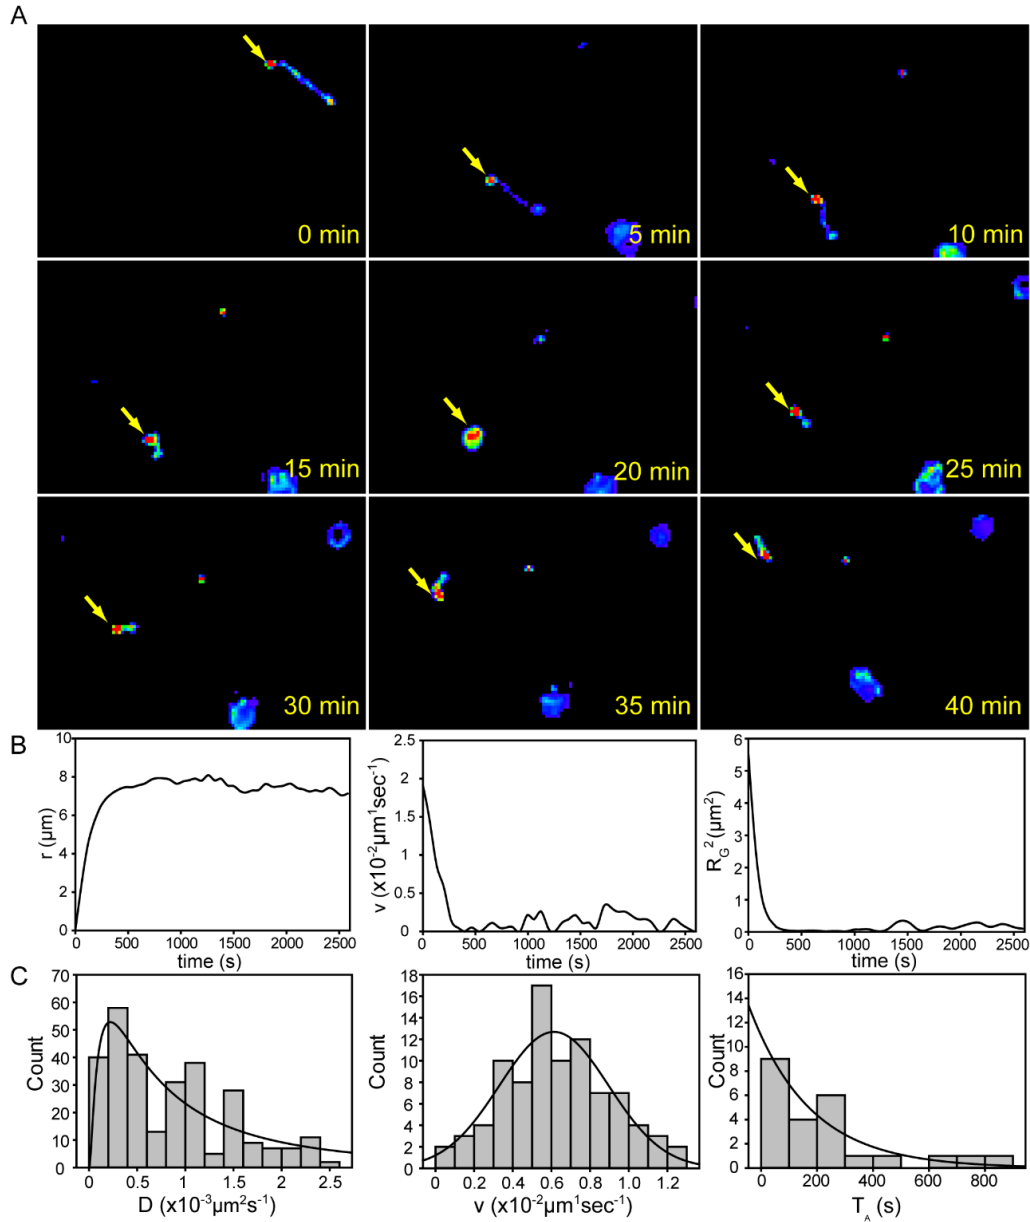 A
0 min
5 min
10 min
15 min
20 min
25 min
30 min
35 min
40 min
B
10
8
6
4
2
0
r (μm)
0 500 1000 1500 2000 2500
time (s)
2.5
2
1.5
1
0.5
0
v (x10⁻²μm¹sec⁻¹)
0 500 1000 1500 2000 2500
time (s)
6
5
4
3
2
1
0
R_G² (μm²)
0 500 1000 1500 2000 2500
time (s)
C
70
60
50
40
30
20
10
0
Count
0 0.5 1.0 1.5 2.0 2.5
D (x10⁻³μm²s⁻¹)
18
16
14
12
10
8
6
4
2
0
Count
0 0.2 0.4 0.6 0.8 1.0 1.2
v (x10⁻²μm¹sec⁻¹)
16
14
12
10
8
6
4
2
0
Count
0 200 400 600 800
T_A (s)